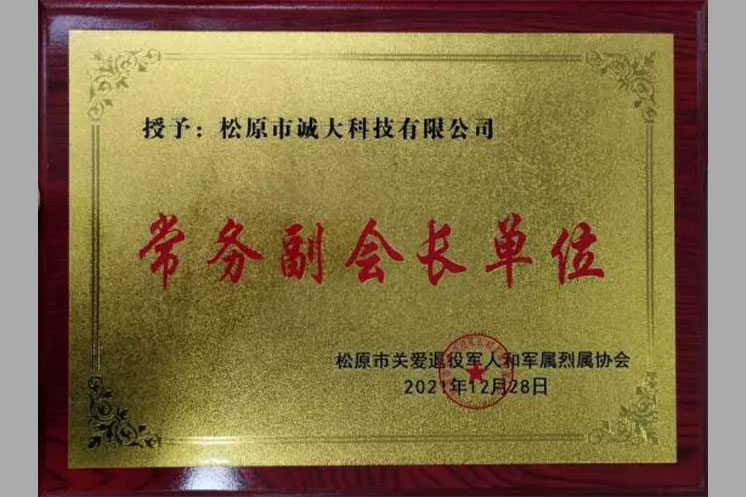 授予：松原市诚大科技有限公司
常务副会长单位
松原市关爱退役军人和军属烈属协会
2021年12月28日